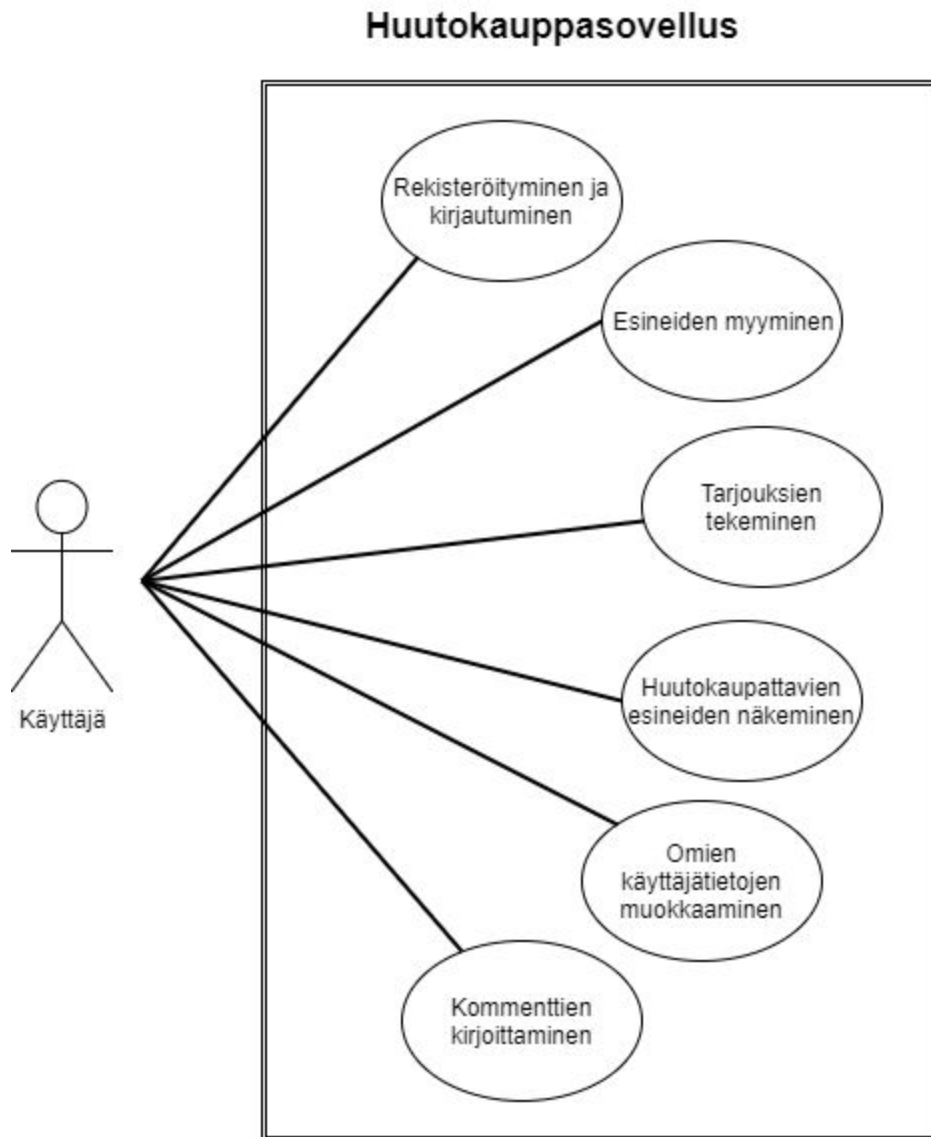 Huutokauppasovellus
Rekisteröityminen ja
kirjautuminen
Esineiden myyminen
Tarjouksien
tekeminen
Huutokaupattavien
esineiden näkeminen
Käyttäjä
Omien
käyttäjätietojen
muokkaaminen
Kommenttien
kirjoittaminen